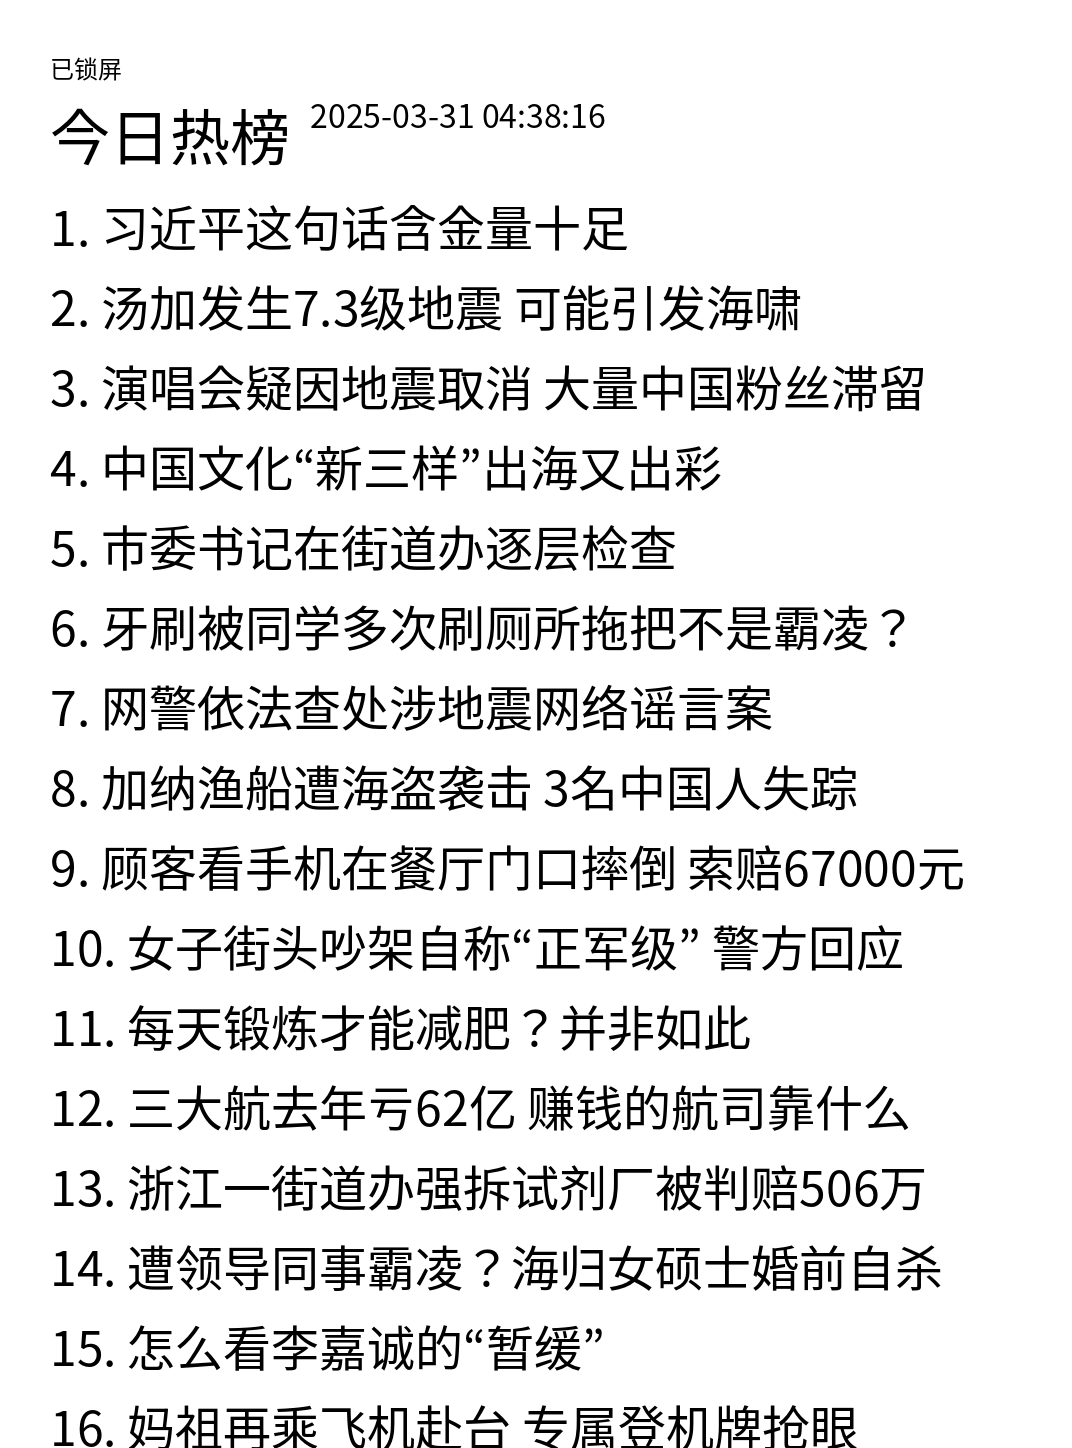 已锁屏
今日热榜 2025-03-31 04:38:16
1. 习近平这句话含金量十足
2. 汤加发生7.3级地震 可能引发海啸
3. 演唱会疑因地震取消 大量中国粉丝滞留
4. 中国文化“新三样”出海又出彩
5. 市委书记在街道办逐层检查
6. 牙刷被同学多次刷厕所拖把不是霸凌？
7. 网警依法查处涉地震网络谣言案
8. 加纳渔船遭海盗袭击 3名中国人失踪
9. 顾客看手机在餐厅门口摔倒 索赔67000元
10. 女子街头吵架自称“正军级” 警方回应
11. 每天锻炼才能减肥？并非如此
12. 三大航去年亏62亿 赚钱的航司靠什么
13. 浙江一街道办强拆试剂厂被判赔506万
14. 遭领导同事霸凌？海归女硕士婚前自杀
15. 怎么看李嘉诚的“暂缓”
16. 妈祖再乘飞机赴台 专属登机牌抢眼